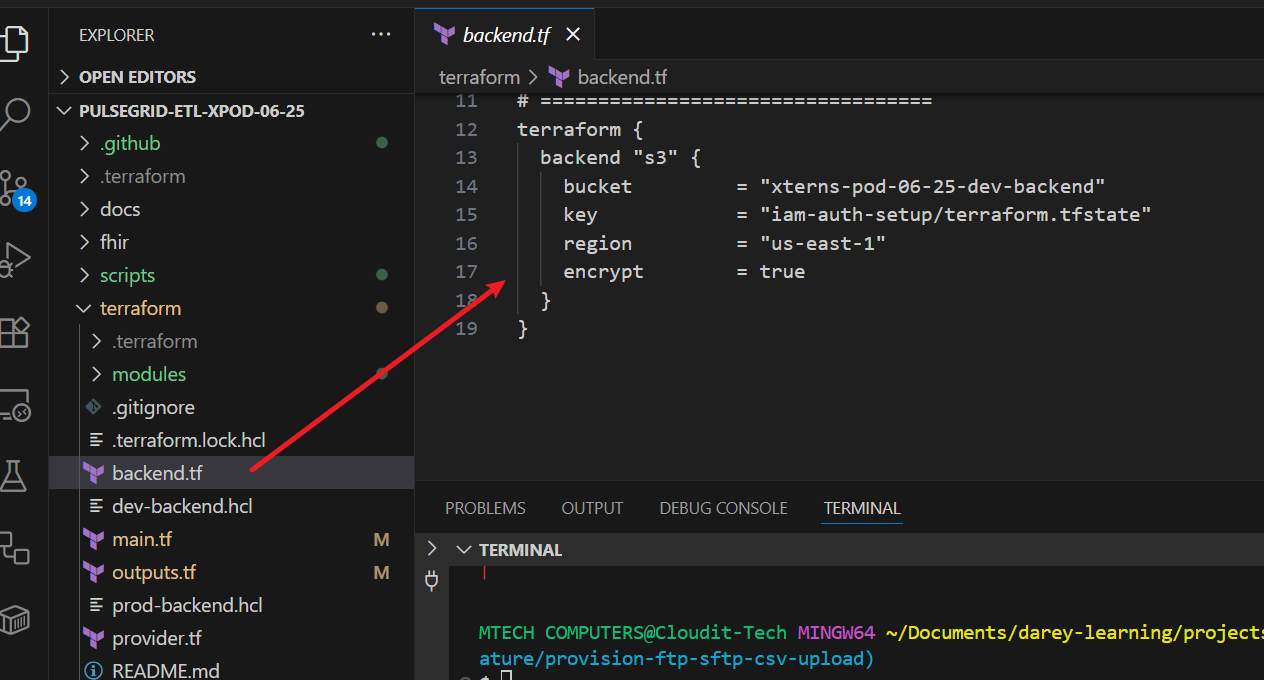 EXPLORER
OPEN EDITORS
PULSEGRID-ETL-XPOD-06-25
.github
.terraform
docs
14
fhir
scripts
terraform
.terraform
modules
.gitignore
.terraform.lock.hcl
backend.tf
dev-backend.hcl
main.tf M
outputs.tf M
prod-backend.hcl
provider.tf
README.md
backend.tf
terraform > backend.tf
11 # ==================================
12 terraform {
13 backend "s3" {
14 bucket = "xterns-pod-06-25-dev-backend"
15 key = "iam-auth-setup/terraform.tfstate"
16 region = "us-east-1"
17 encrypt = true
18 }
19 }
PROBLEMS OUTPUT DEBUG CONSOLE TERMINAL
TERMINAL
MTECH COMPUTERS@Cloudit-Tech MINGW64 ~/Documents/darey-learning/projects
ature/provision-ftp-sftp-csv-upload)
$